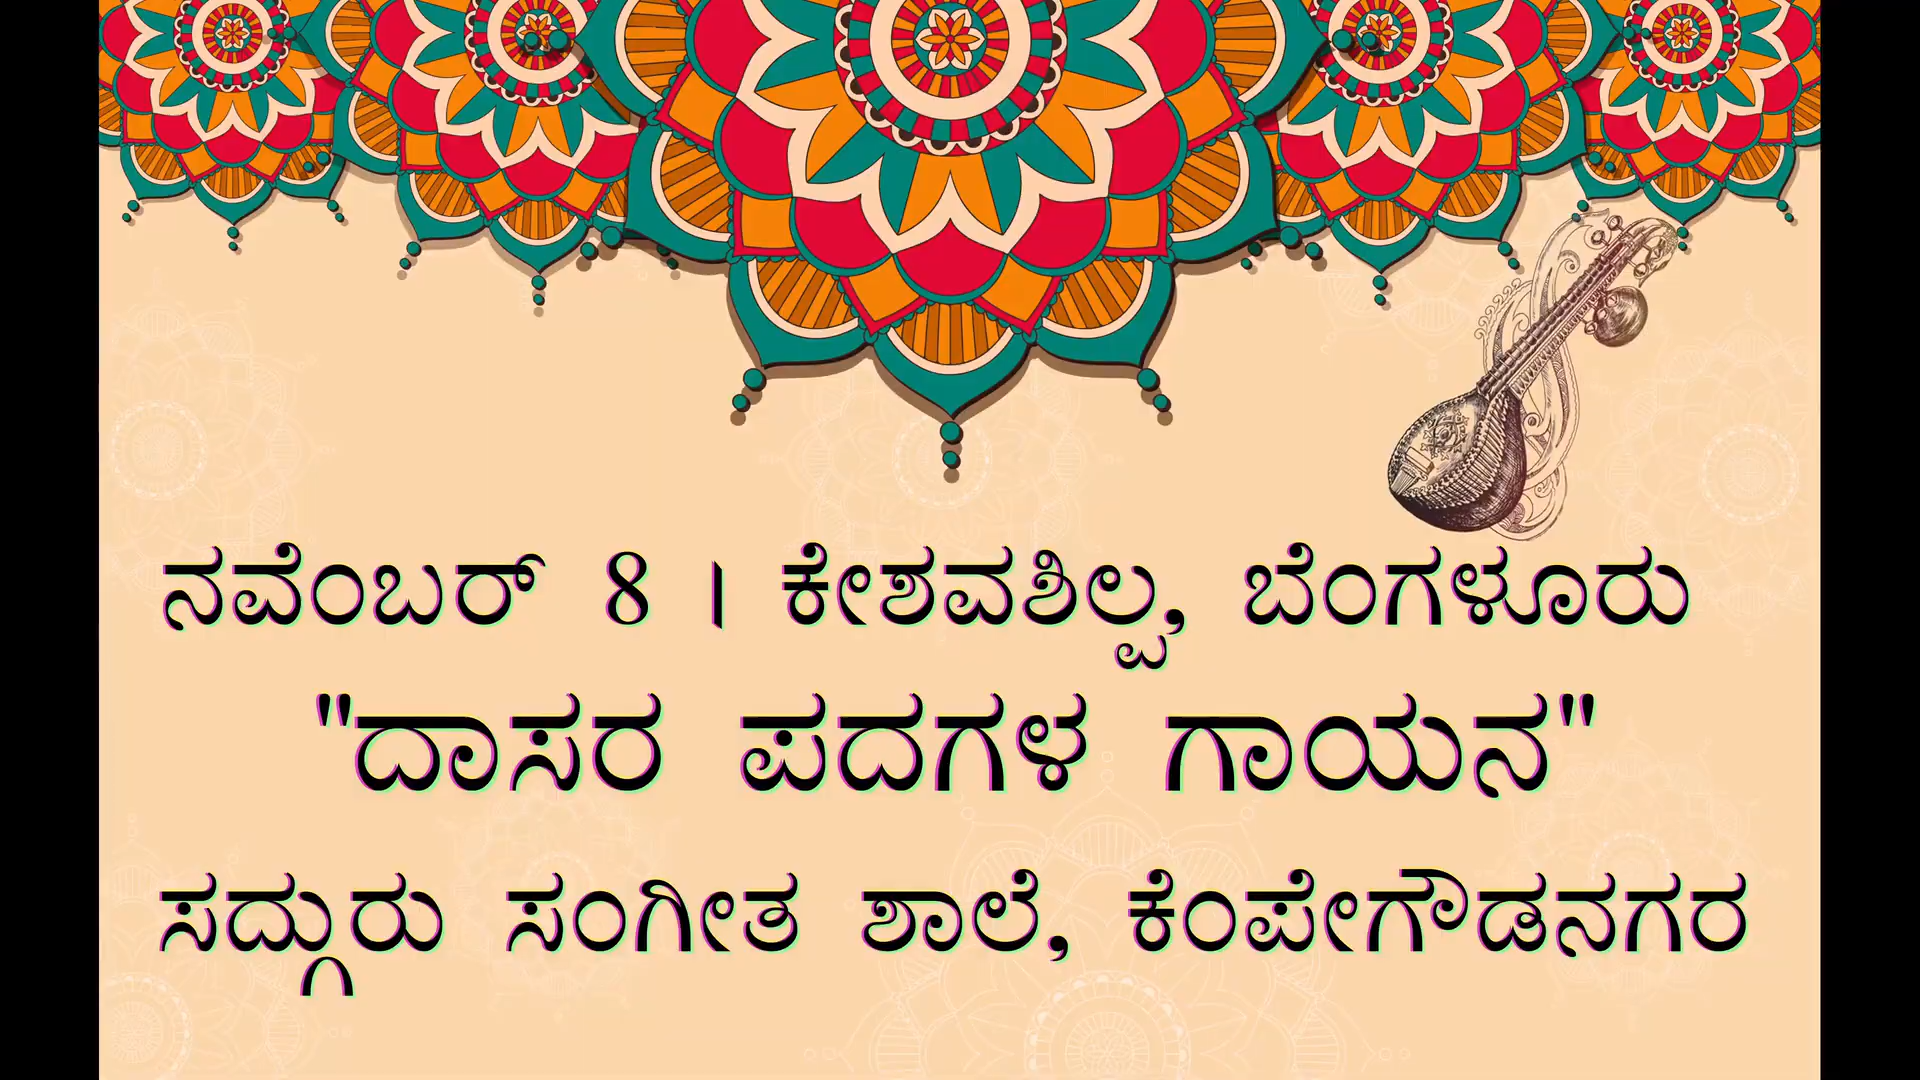 ನವೆಂಬರ್ 8 । ಕೇಶವಶಿಲ್ಪ, ಬೆಂಗಳೂರು
"ದಾಸರ ಪದಗಳ ಗಾಯನ"
ಸದ್ಗುರು ಸಂಗೀತ ಶಾಲೆ, ಕೆಂಪೇಗೌಡನಗರ